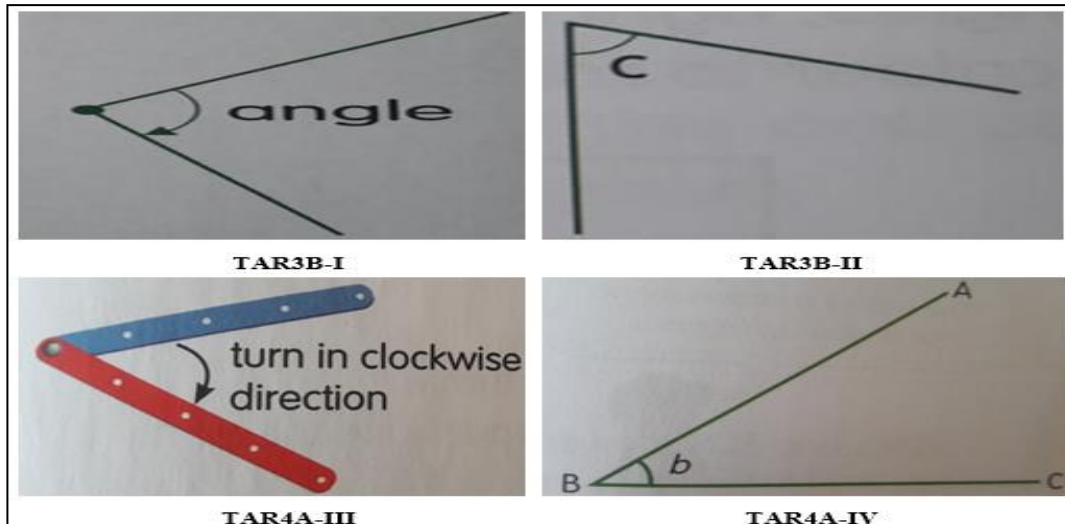 angle
C
TAR3B-I
TAR3B-II
turn in clockwise
direction
A
b
B
C
TAR4A-III
TAR4A-IV